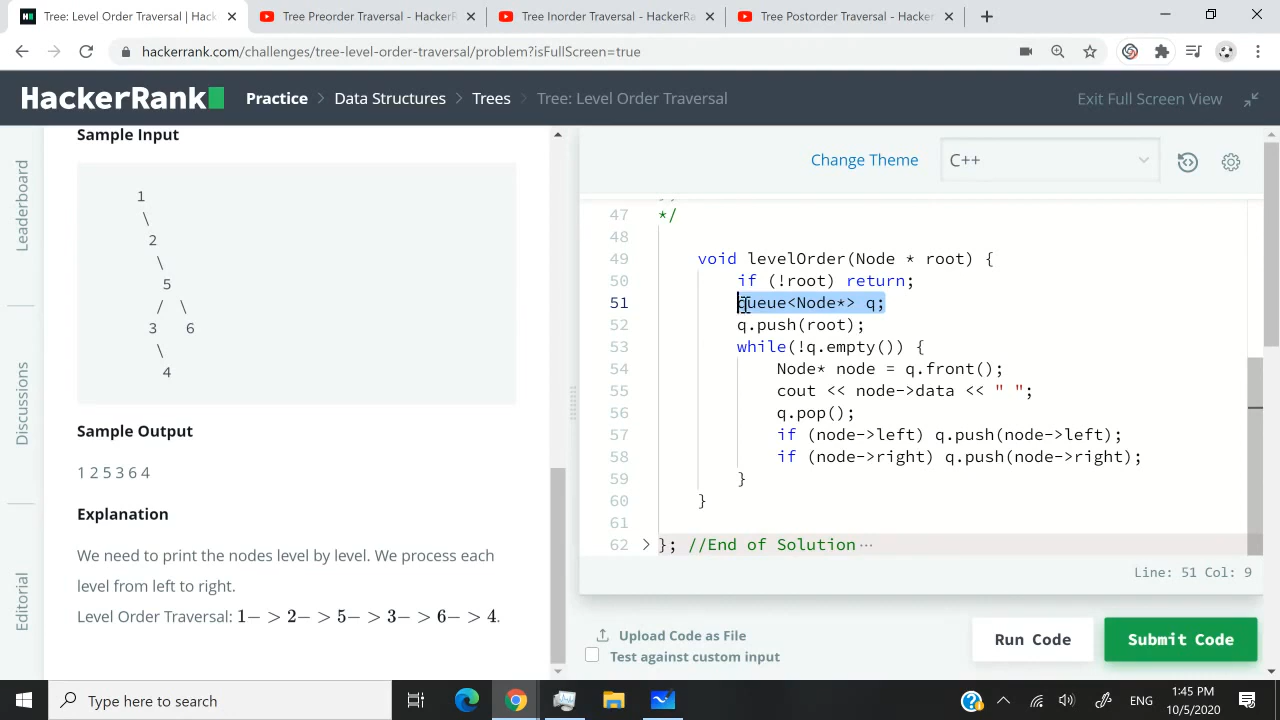 Tree: Level Order Traversal | Hack
Tree Preorder Traversal - HackerR
Tree Inorder Traversal - HackerRa
Tree Postorder Traversal - Hacker
hackerrank.com/challenges/tree-level-order-traversal/problem?isFullScreen=true
HackerRank
Practice > Data Structures > Trees > Tree: Level Order Traversal
Exit Full Screen View
Leaderboard
Discussions
Editorial
Sample Input
1
\
2
\
5
/ \
3 6
\
4
Sample Output
1 2 5 3 6 4
Explanation
We need to print the nodes level by level. We process each
level from left to right.
Level Order Traversal: 1− > 2− > 5− > 3− > 6− > 4.
Change Theme
C++
47 */
48
49 void levelOrder(Node * root) {
50 if (!root) return;
51 queue<Node*> q;
52 q.push(root);
53 while(!q.empty()) {
54 Node* node = q.front();
55 cout << node->data << " ";
56 q.pop();
57 if (node->left) q.push(node->left);
58 if (node->right) q.push(node->right);
59 }
60 }
61
62 > }; //End of Solution ···
Line: 51 Col: 9
Upload Code as File
Test against custom input
Run Code
Submit Code
Type here to search
ENG
1:45 PM
10/5/2020